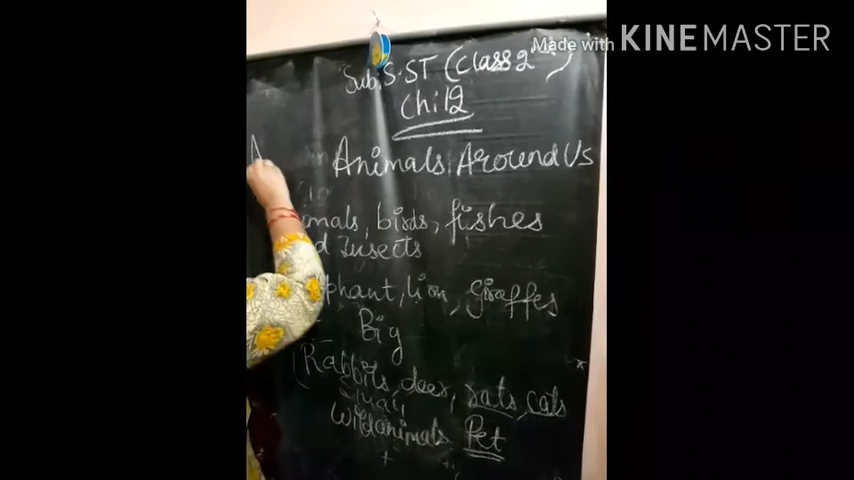 Made with KINEMASTER
Sub. S.ST (Class 2
Ch:12
Animals Around Us
mals, birds, fishes
d Insects
phant, lion, Giraffes
Big
(Rabbits, deer, rats, cats
Small
Wild animals Pet